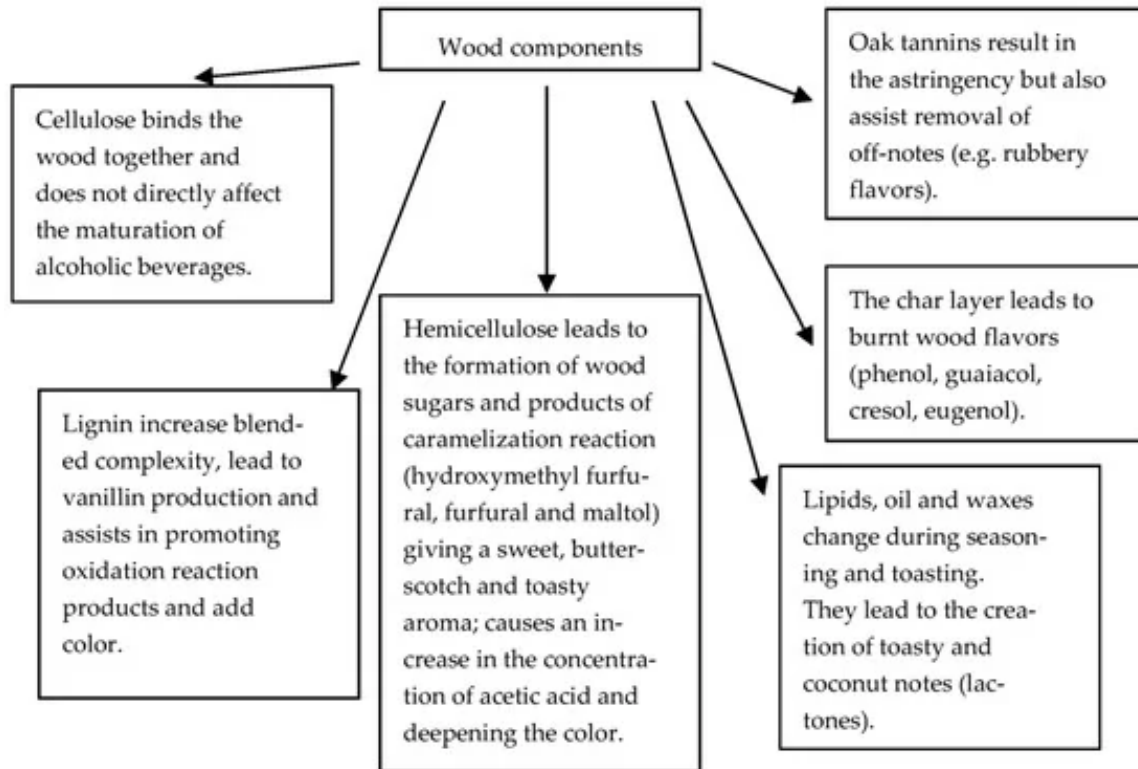 Wood components
Cellulose binds the
wood together and
does not directly affect
the maturation of
alcoholic beverages.
Lignin increase blend-
ed complexity, lead to
vanillin production and
assists in promoting
oxidation reaction
products and add
color.
Hemicellulose leads to
the formation of wood
sugars and products of
caramelization reaction
(hydroxymethyl furfu-
ral, furfural and maltol)
giving a sweet, butter-
scotch and toasty
aroma; causes an in-
crease in the concentra-
tion of acetic acid and
deepening the color.
Oak tannins result in
the astringency but also
assist removal of
off-notes (e.g. rubbery
flavors).
The char layer leads to
burnt wood flavors
(phenol, guaiacol,
cresol, eugenol).
Lipids, oil and waxes
change during season-
ing and toasting.
They lead to the crea-
tion of toasty and
coconut notes (lac-
tones).